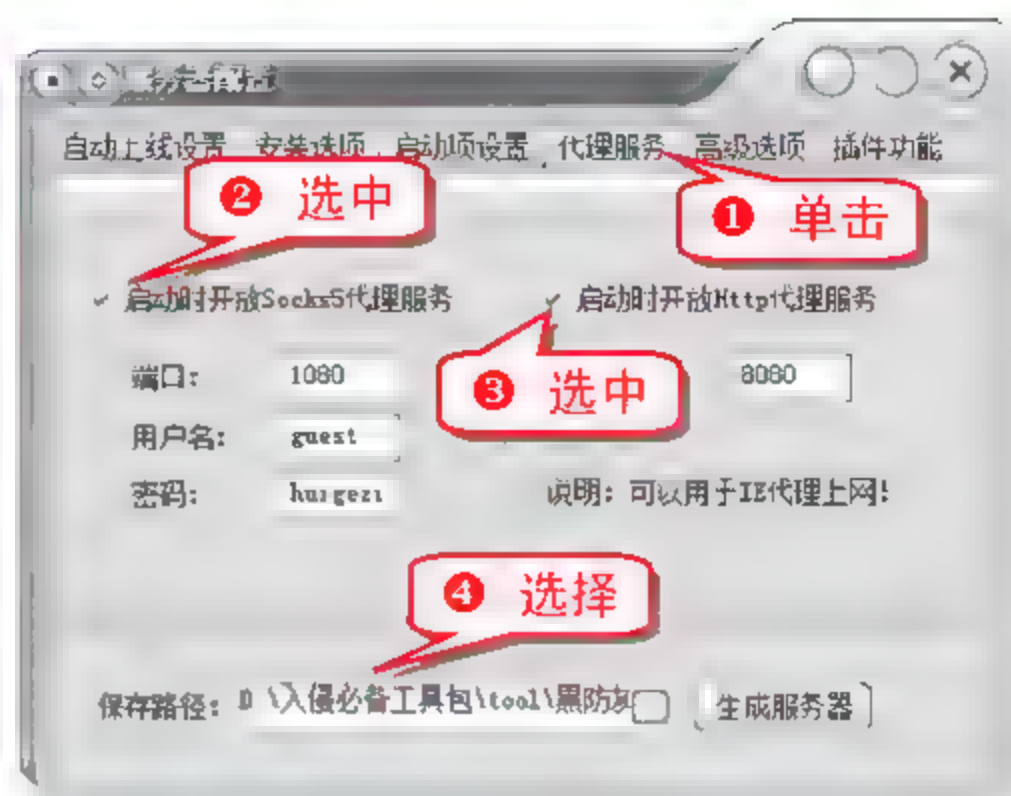 服务器配置
自动上线设置 安装选项 启动项设置 代理服务 高级选项 插件功能
❷ 选中
❶ 单击
启动时开放Socks5代理服务 启动时开放Http代理服务
端口: 1080 8080
❸ 选中
用户名: guest
密码: 说明: 可以用于IE代理上网!
❹ 选择
保存路径: D \入侵必备工具包\tool\黑防 生成服务器